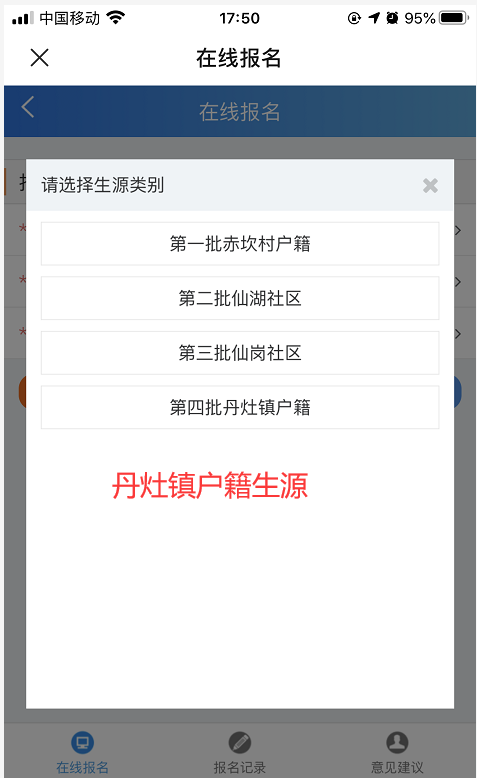 中国移动 17:50 95%
在线报名
在线报名
请选择生源类别
*
第一批赤坎村户籍
*
第二批仙湖社区
*
第三批仙岗社区
第四批丹灶镇户籍
丹灶镇户籍生源
在线报名 报名记录 意见建议